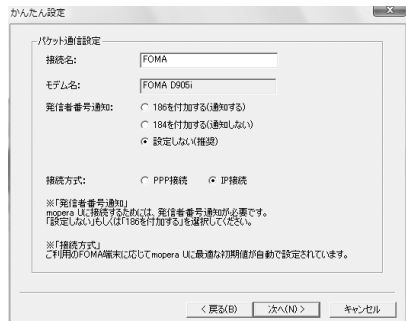 かんたん設定
パケット通信設定
接続名: FOMA
モデム名: FOMA D905i
発信者番号通知: 186を付加する(通知する)
184を付加する(通知しない)
設定しない(推奨)
接続方式: PPP接続 IP接続
※「発信者番号通知」
mopera Uに接続するためには、発信者番号通知が必要です。
「設定しない」もしくは「186を付加する」を選択してください。
※「接続方式」
ご利用のFOMA端末に応じてmopera Uに最適な初期値が自動で設定されています。
< 戻る(B) 次へ(N) > キャンセル